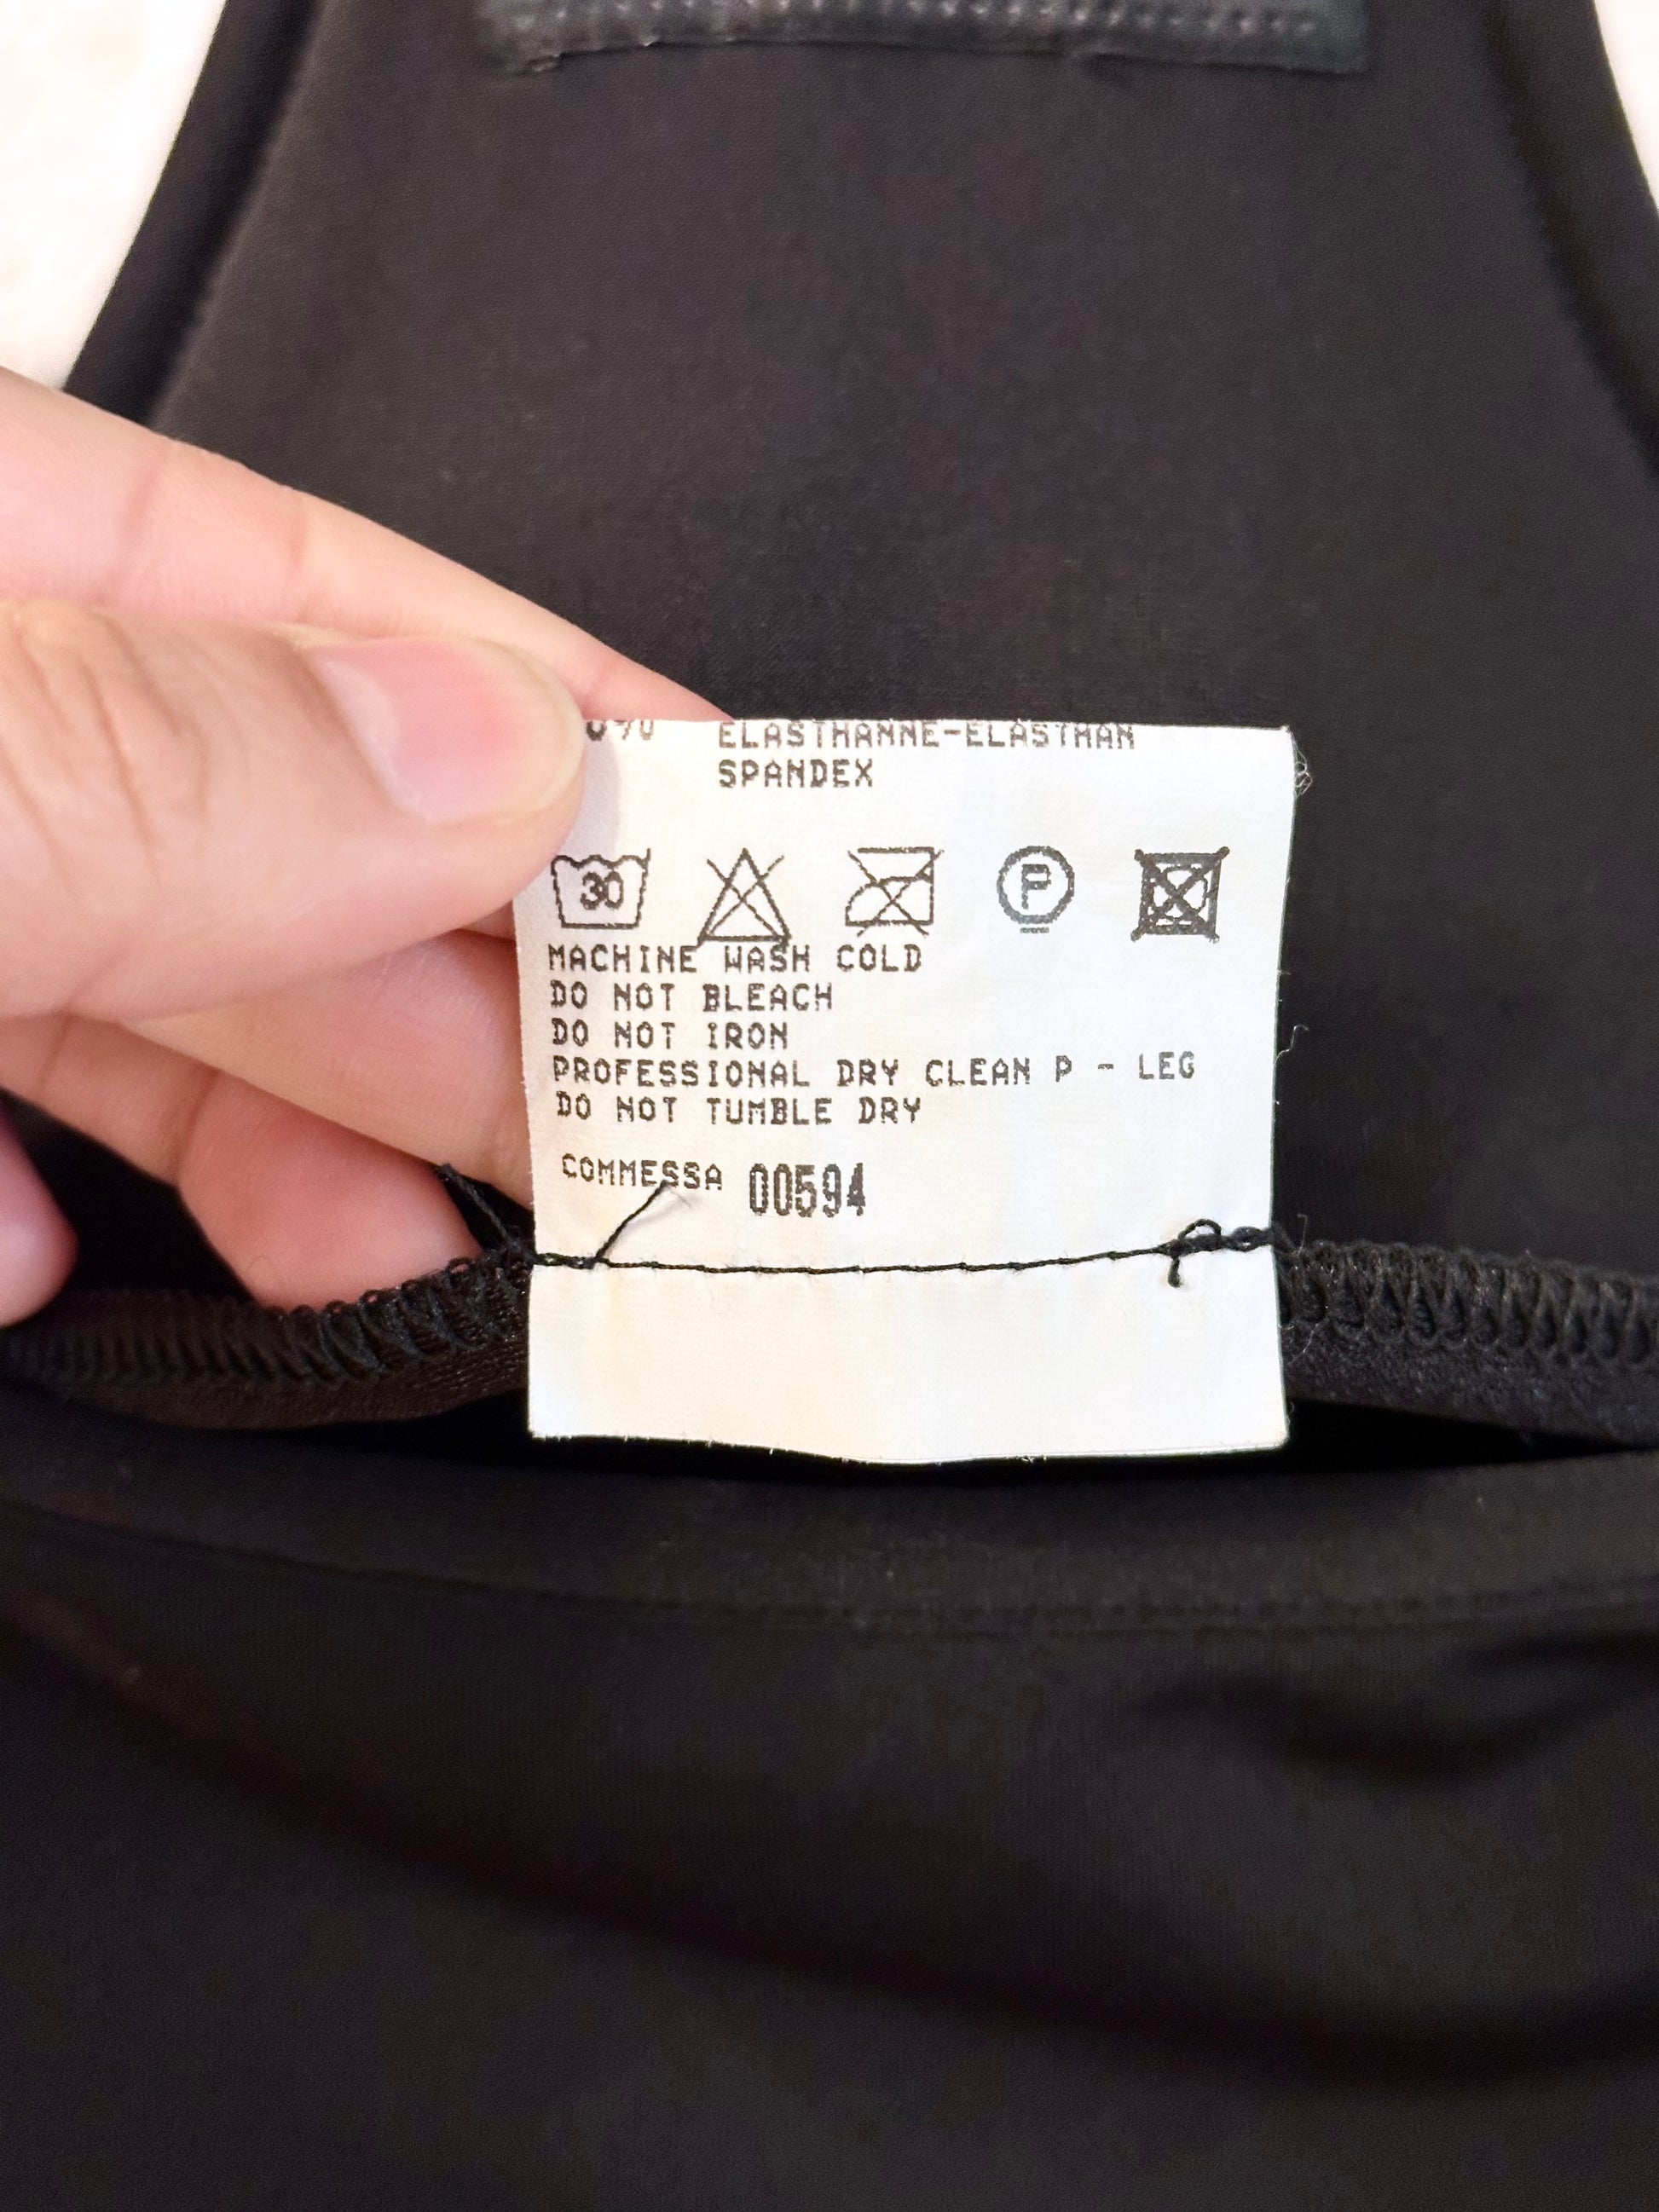 ELASTHANNE-ELASTHAN
SPANDEX
30 P
MACHINE WASH COLD
DO NOT BLEACH
DO NOT IRON
PROFESSIONAL DRY CLEAN P - LEG
DO NOT TUMBLE DRY
COMMESSA 00594